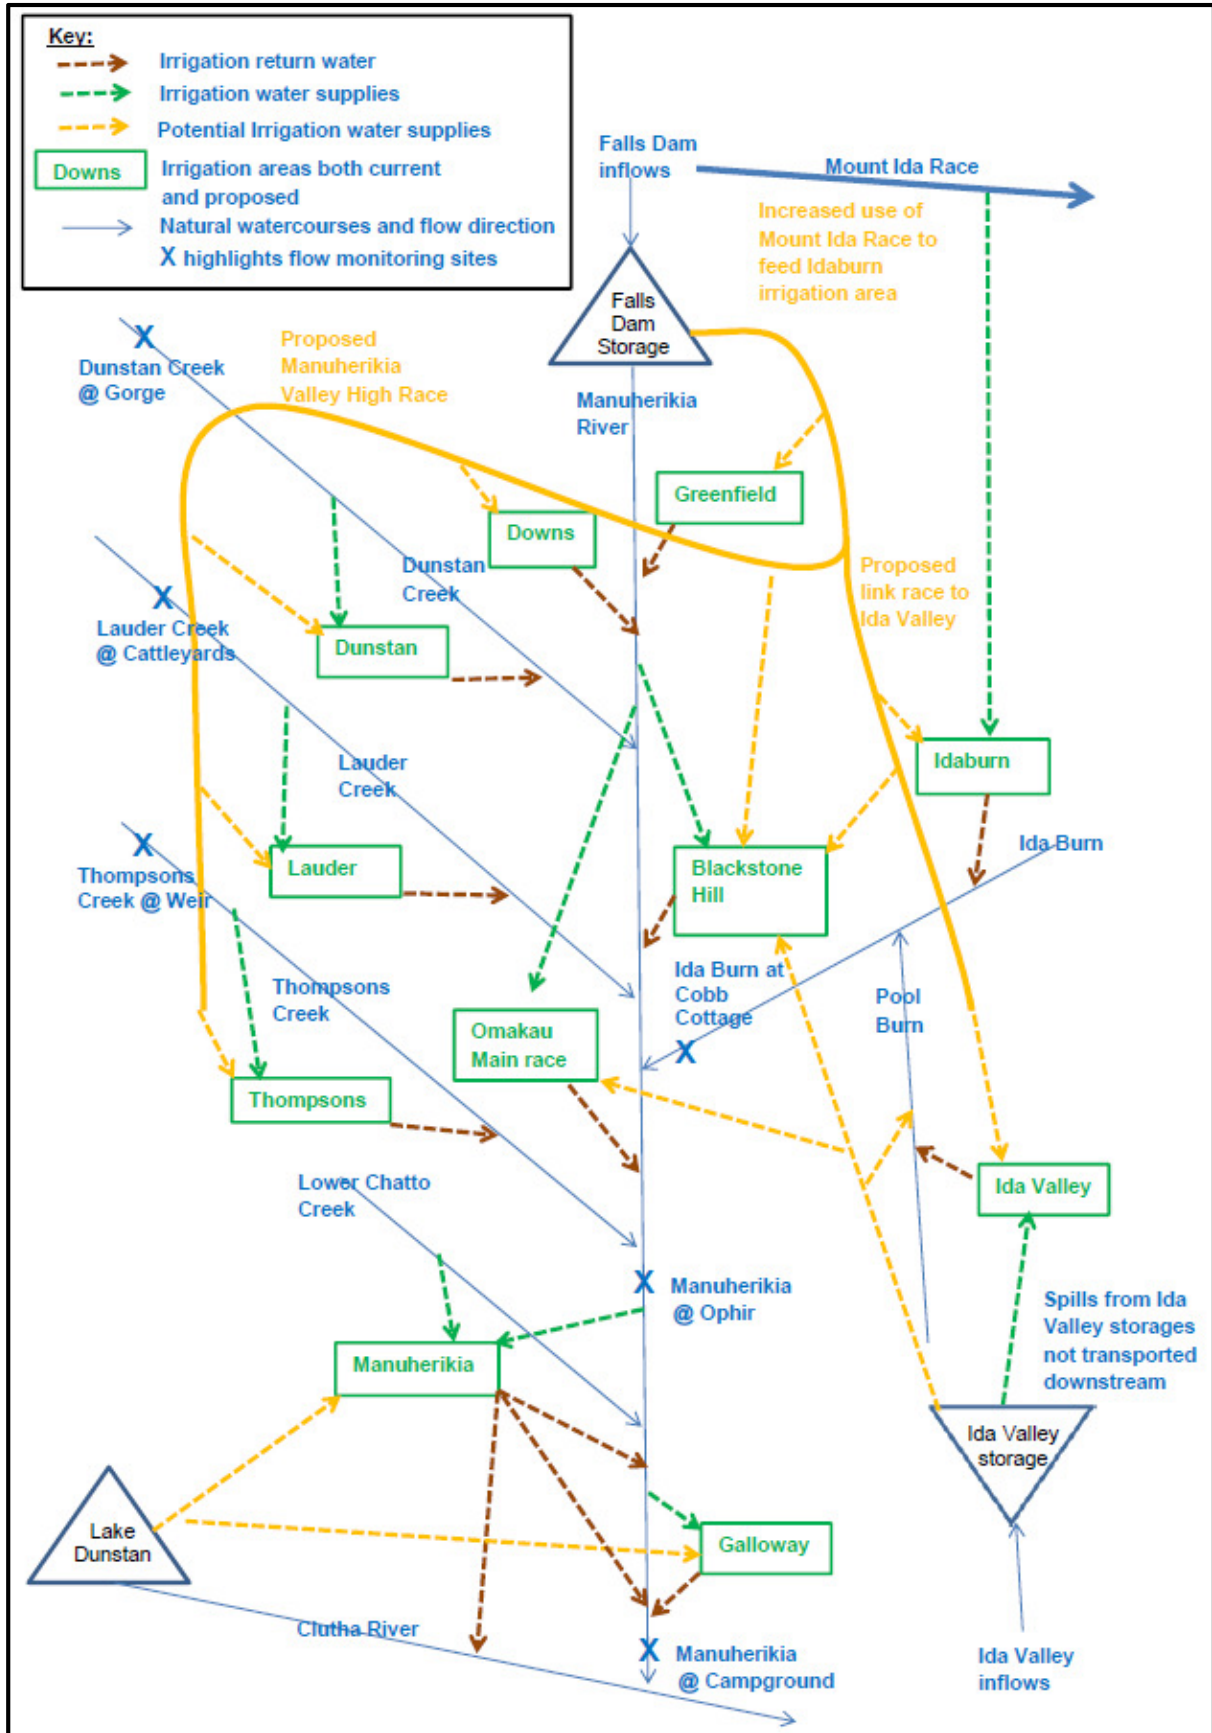 Key:
Irrigation return water
Irrigation water supplies
Potential Irrigation water supplies
Downs
Irrigation areas both current
and proposed
Natural watercourses and flow direction
X highlights flow monitoring sites
Falls Dam
inflows
Mount Ida Race
Increased use of
Mount Ida Race to
feed Idaburn
irrigation area
Falls
Dam
Storage
X
Dunstan Creek
@ Gorge
Proposed
Manuherikia
Valley High Race
Manuherikia
River
Greenfield
Downs
Dunstan
Creek
Proposed
link race to
Ida Valley
X
Lauder Creek
@ Cattleyards
Dunstan
Idaburn
Lauder
Creek
X
Thompsons
Creek @ Weir
Lauder
Blackstone
Hill
Ida Burn
Ida Burn at
Cobb
Cottage
X
Pool
Burn
Thompsons
Creek
Omakau
Main race
Thompsons
Lower Chatto
Creek
Ida Valley
X
Manuherikia
@ Ophir
Spills from Ida
Valley storages
not transported
downstream
Manuherikia
Ida Valley
storage
Lake
Dunstan
Galloway
Clutha River
X
Manuherikia
@ Campground
Ida Valley
inflows